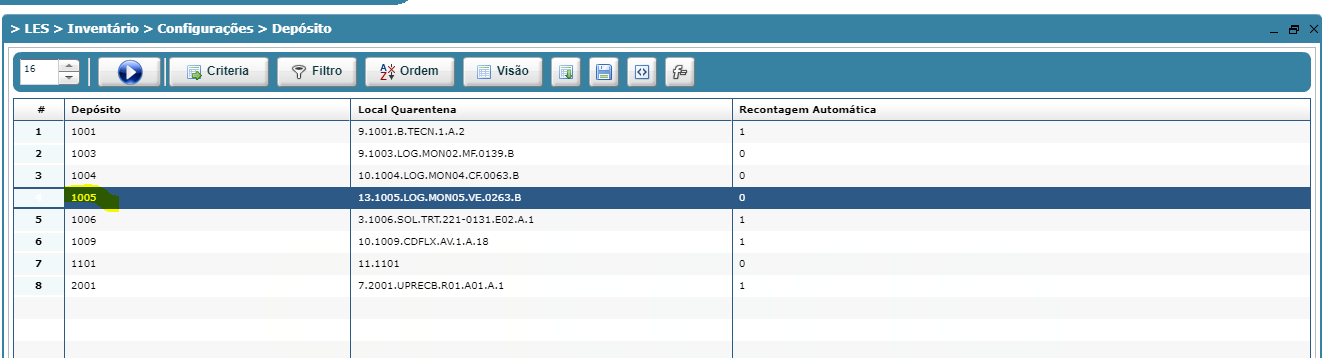 > LES > Inventário > Configurações > Depósito
16 Criteria Filtro Ordem Visão
# Depósito Local Quarentena Recontagem Automática
1 1001 9.1001.B.TECN.1.A.2 1
2 1003 9.1003.LOG.MON02.MF.0139.B 0
3 1004 10.1004.LOG.MON04.CF.0063.B 0
4 1005 13.1005.LOG.MON05.VE.0263.B 0
5 1006 3.1006.SOL.TRT.221-0131.E02.A.1 1
6 1009 10.1009.CDFLX.AV.1.A.18 1
7 1101 11.1101 0
8 2001 7.2001.UPRECB.R01.A01.A.1 1